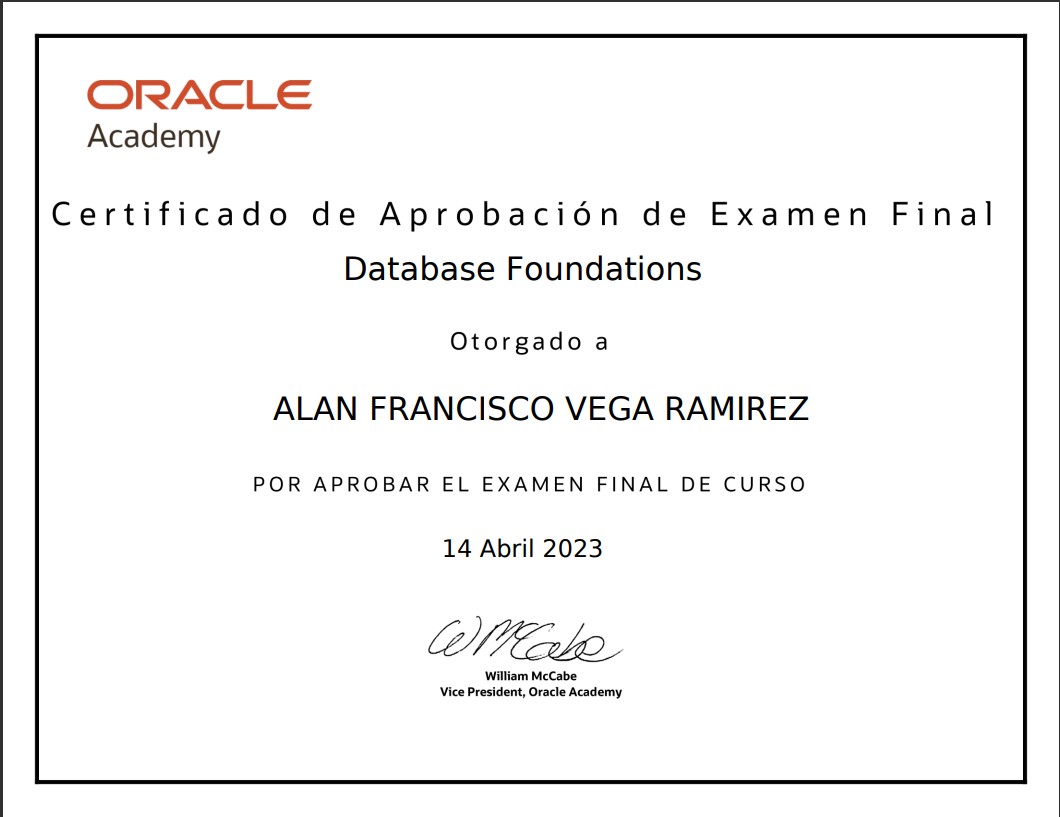 ORACLE
Academy
Certificado de Aprobación de Examen Final
Database Foundations
Otorgado a
ALAN FRANCISCO VEGA RAMIREZ
POR APROBAR EL EXAMEN FINAL DE CURSO
14 Abril 2023
W McCabe
William McCabe
Vice President, Oracle Academy